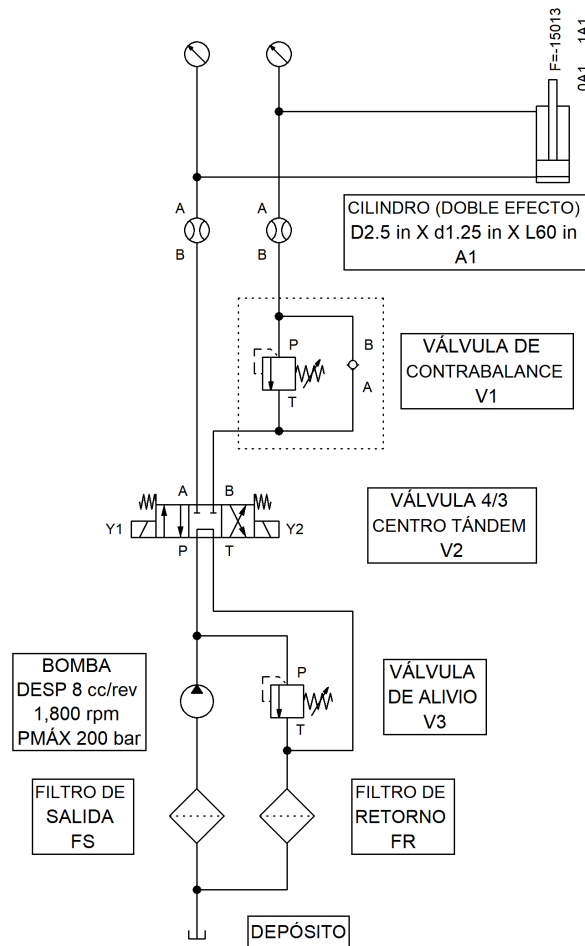 F=-15013
0A1
1A1
CILINDRO (DOBLE EFECTO)
D2.5 in X d1.25 in X L60 in
A1
A
A
B
B
P
B
A
T
VÁLVULA DE
CONTRABALANCE
V1
A
B
Y1
Y2
P
T
VÁLVULA 4/3
CENTRO TÁNDEM
V2
BOMBA
DESP 8 cc/rev
1,800 rpm
PMÁX 200 bar
P
T
VÁLVULA
DE ALIVIO
V3
FILTRO DE
SALIDA
FS
FILTRO DE
RETORNO
FR
DEPÓSITO